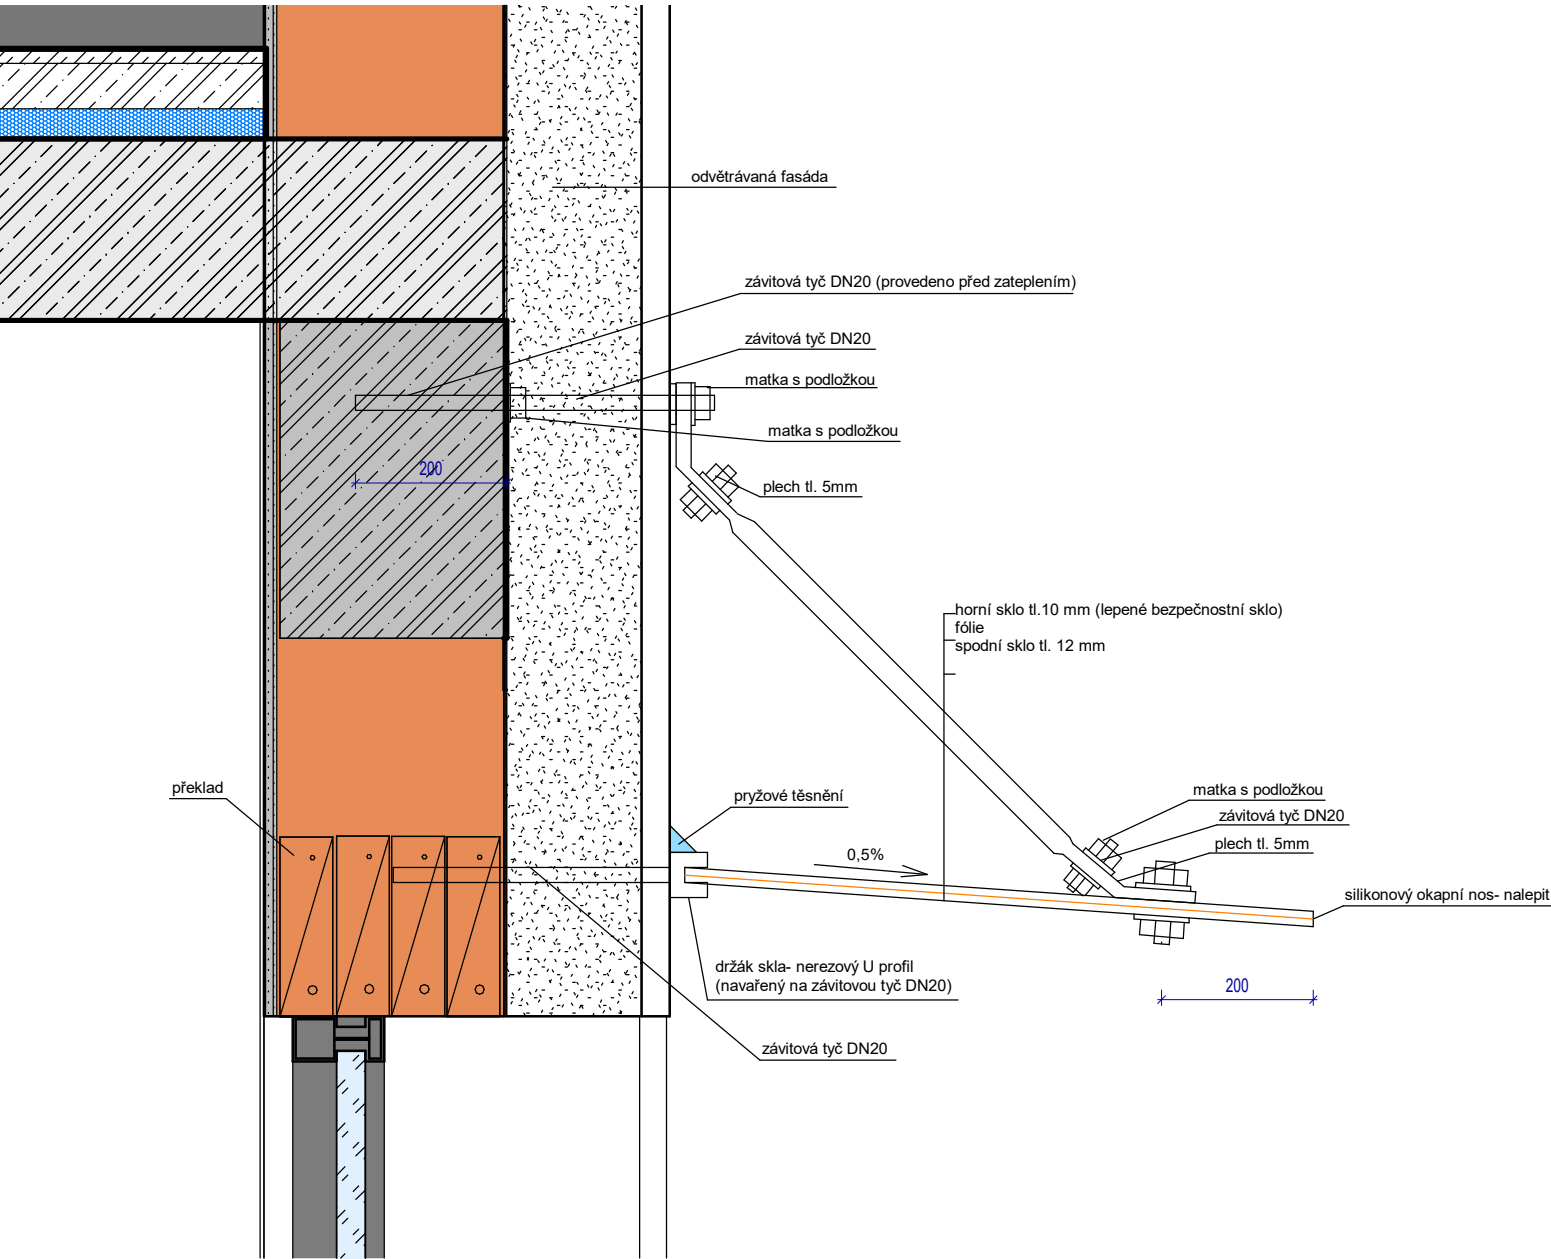 odvětrávaná fasáda
závitová tyč DN20 (provedeno před zateplením)
závitová tyč DN20
matka s podložkou
matka s podložkou
200
plech tl. 5mm
horní sklo tl.10 mm (lepené bezpečnostní sklo)
fólie
spodní sklo tl. 12 mm
překlad
pryžové těsnění
matka s podložkou
závitová tyč DN20
plech tl. 5mm
0,5%
silikonový okapní nos- nalepit
držák skla- nerezový U profil
(navařený na závitovou tyč DN20)
200
závitová tyč DN20